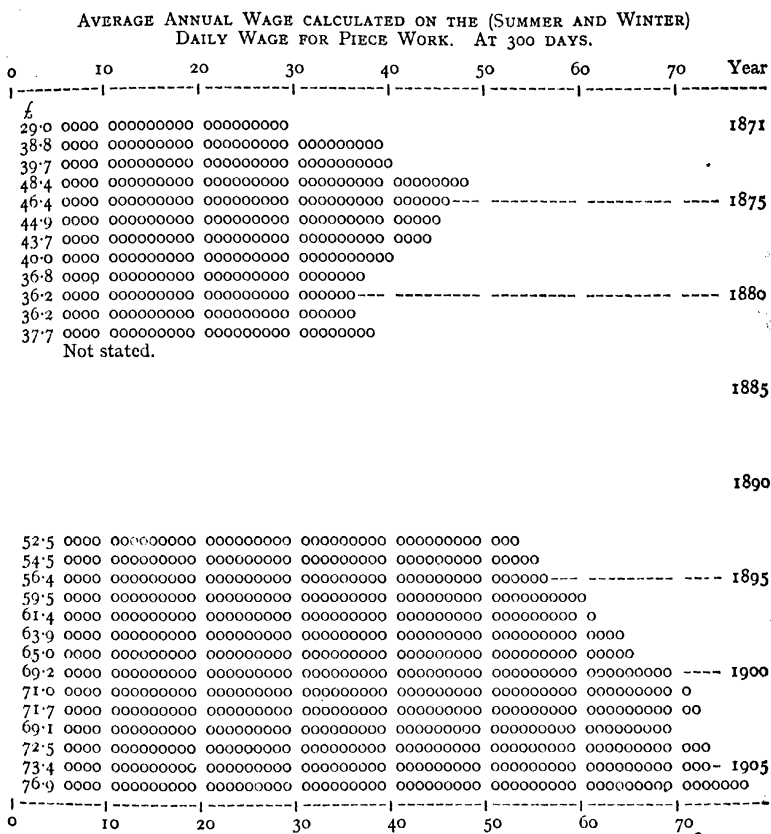 AVERAGE ANNUAL WAGE CALCULATED ON THE (SUMMER AND WINTER)
DAILY WAGE FOR PIECE WORK. AT 300 DAYS.
0 10 20 30 40 50 60 70 Year
£
29·0 0000 000000000 000000000 1871
38·8 0000 000000000 000000000 000000000
39·7 0000 000000000 000000000 0000000000
48·4 0000 000000000 000000000 000000000 00000000
46·4 0000 000000000 000000000 000000000 000000--- --------- --------- ---- 1875
44·9 0000 000000000 000000000 000000000 00000
43·7 0000 000000000 000000000 000000000 0000
40·0 0000 000000000 000000000 0000000000
36·8 0000 000000000 000000000 0000000
36·2 0000 000000000 000000000 000000--- --------- --------- --------- ---- 1880
36·2 0000 000000000 000000000 000000
37·7 0000 000000000 000000000 00000000
Not stated.
1885
1890
52·5 0000 000000000 000000000 000000000 000000000 000
54·5 0000 000000000 000000000 000000000 000000000 00000
56·4 0000 000000000 000000000 000000000 000000000 000000--- --------- ---- 1895
59·5 0000 000000000 000000000 000000000 000000000 0000000000
61·4 0000 000000000 000000000 000000000 000000000 000000000 0
63·9 0000 000000000 000000000 000000000 000000000 000000000 0000
65·0 0000 000000000 000000000 000000000 000000000 000000000 00000
69·2 0000 000000000 000000000 000000000 000000000 000000000 000000000 ---- 1900
71·0 0000 000000000 000000000 000000000 000000000 000000000 000000000 0
71·7 0000 000000000 000000000 000000000 000000000 000000000 000000000 00
69·1 0000 000000000 000000000 000000000 000000000 000000000 000000000
72·5 0000 000000000 000000000 000000000 000000000 000000000 000000000 000
73·4 0000 000000000 000000000 000000000 000000000 000000000 000000000 000- 1905
76·9 0000 000000000 000000000 000000000 000000000 000000000 000000000 0000000
0 10 20 30 40 50 60 70